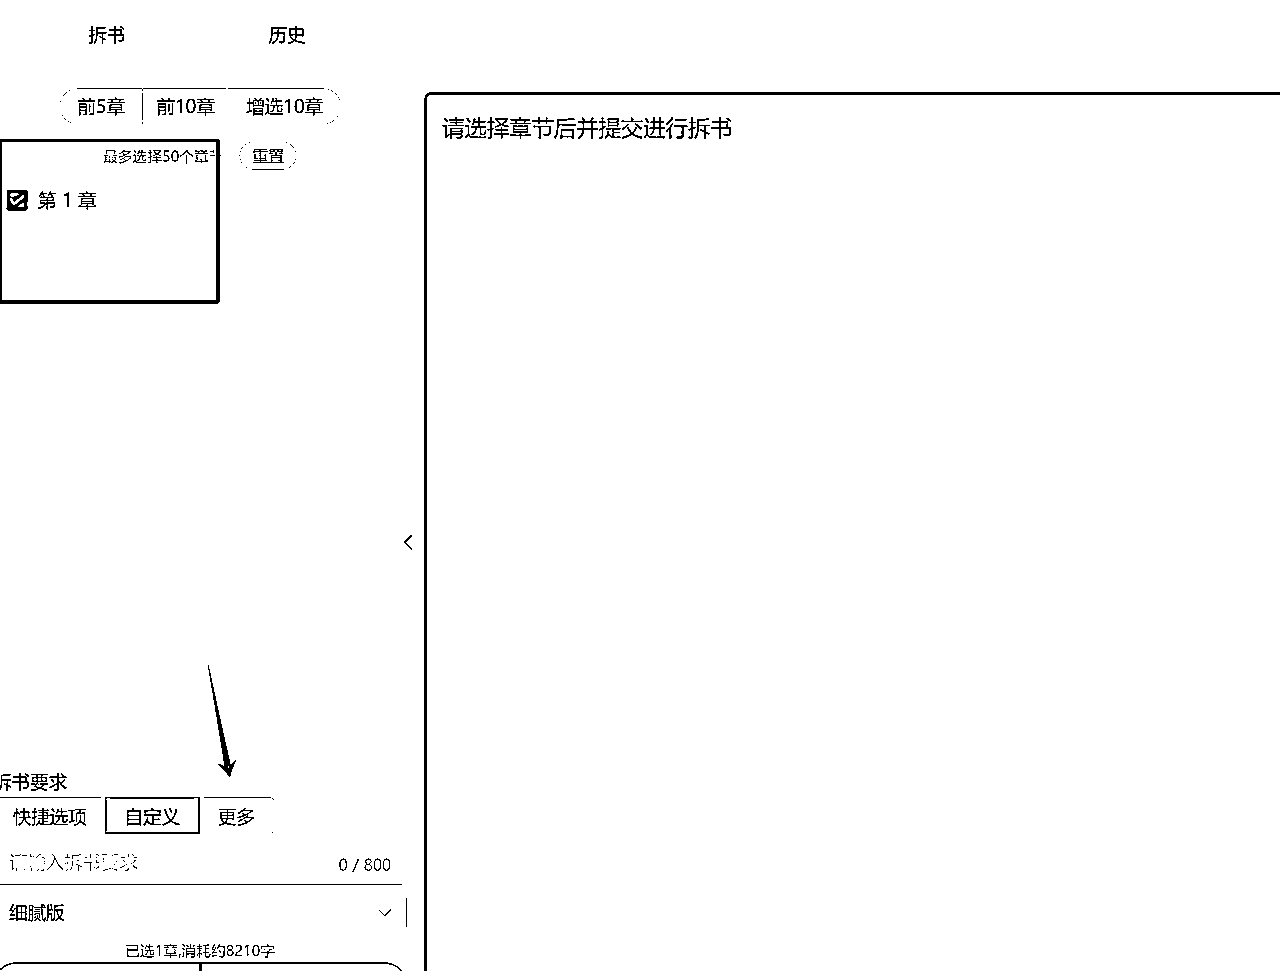 拆书 历史
前5章 前10章 增选10章
请选择章节后并提交进行拆书
最多选择50个章节 重置
第 1 章
拆书要求
快捷选项 自定义 更多
请输入拆书要求 0 / 800
细腻版
已选1章,消耗约8210字